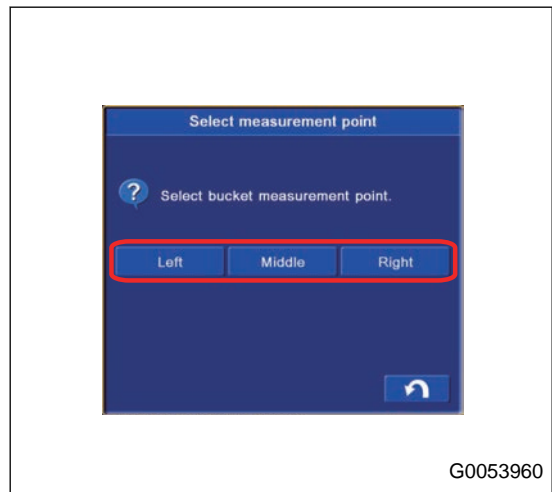 Select measurement point
? Select bucket measurement point.
Left Middle Right
G0053960